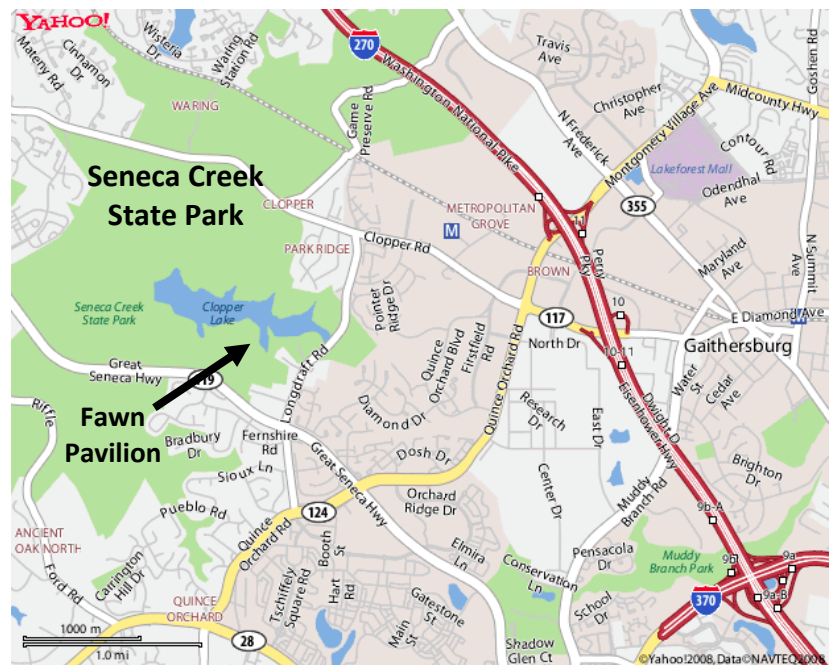 YAHOO!
Mateny Rd
Cinnamon
Dr
Wisteria
Dr
Waring
Station Rd
WARING
270
Washington National Pike
Travis
Ave
N Frederick
Ave
Christopher
Ave
Montgomery Village Ave
Midcounty Hwy
Goshen Rd
Contour Rd
Lakeforest Mall
Odendhal
Ave
355
Game
Preserve Rd
Seneca Creek
State Park
CLOPPER
PARK RIDGE
Clopper Rd
METROPOLITAN
GROVE
M
11
BROWN
Perry
Pky
Maryland
Ave
N Summit
Ave
10
E Diamond Ave
117
North Dr
10-11
Gaithersburg
Seneca Creek
State Park
Clopper
Lake
Pointer
Ridge Dr
Quince
Orchard Blvd
Firstfield
Rd
Quince Orchard Rd
Longdraft Rd
Great
Seneca Hwy
119
Riffle
Fawn
Pavilion
Bradbury
Dr
Fernshire
Rd
Sioux Ln
Diamond Dr
Dosh Dr
Great Seneca Hwy
Research
Dr
East Dr
Center Dr
Water
St
Cedar
Ave
Dwight D
Eisenhower Hwy
Muddy
Branch Rd
Brighton
Dr
9b-A
124
Orchard
Ridge Dr
Pueblo Rd
Quince
Orchard Rd
ANCIENT
OAK NORTH
Ford Rd
Carrington
Hill Dr
QUINCE
ORCHARD
28
Tschiffely
Square Rd
Booth
St
Hart
Rd
Elmira
Ln
Gatestone
St
Main
St
Conservation
Ln
Pensacola
Dr
School
Dr
Shadow
Glen Ct
Muddy
Branch Park
9b
9a
9a-B
370
1000 m
1.0 mi
©Yahoo!2008, Data©NAVTEQ2008